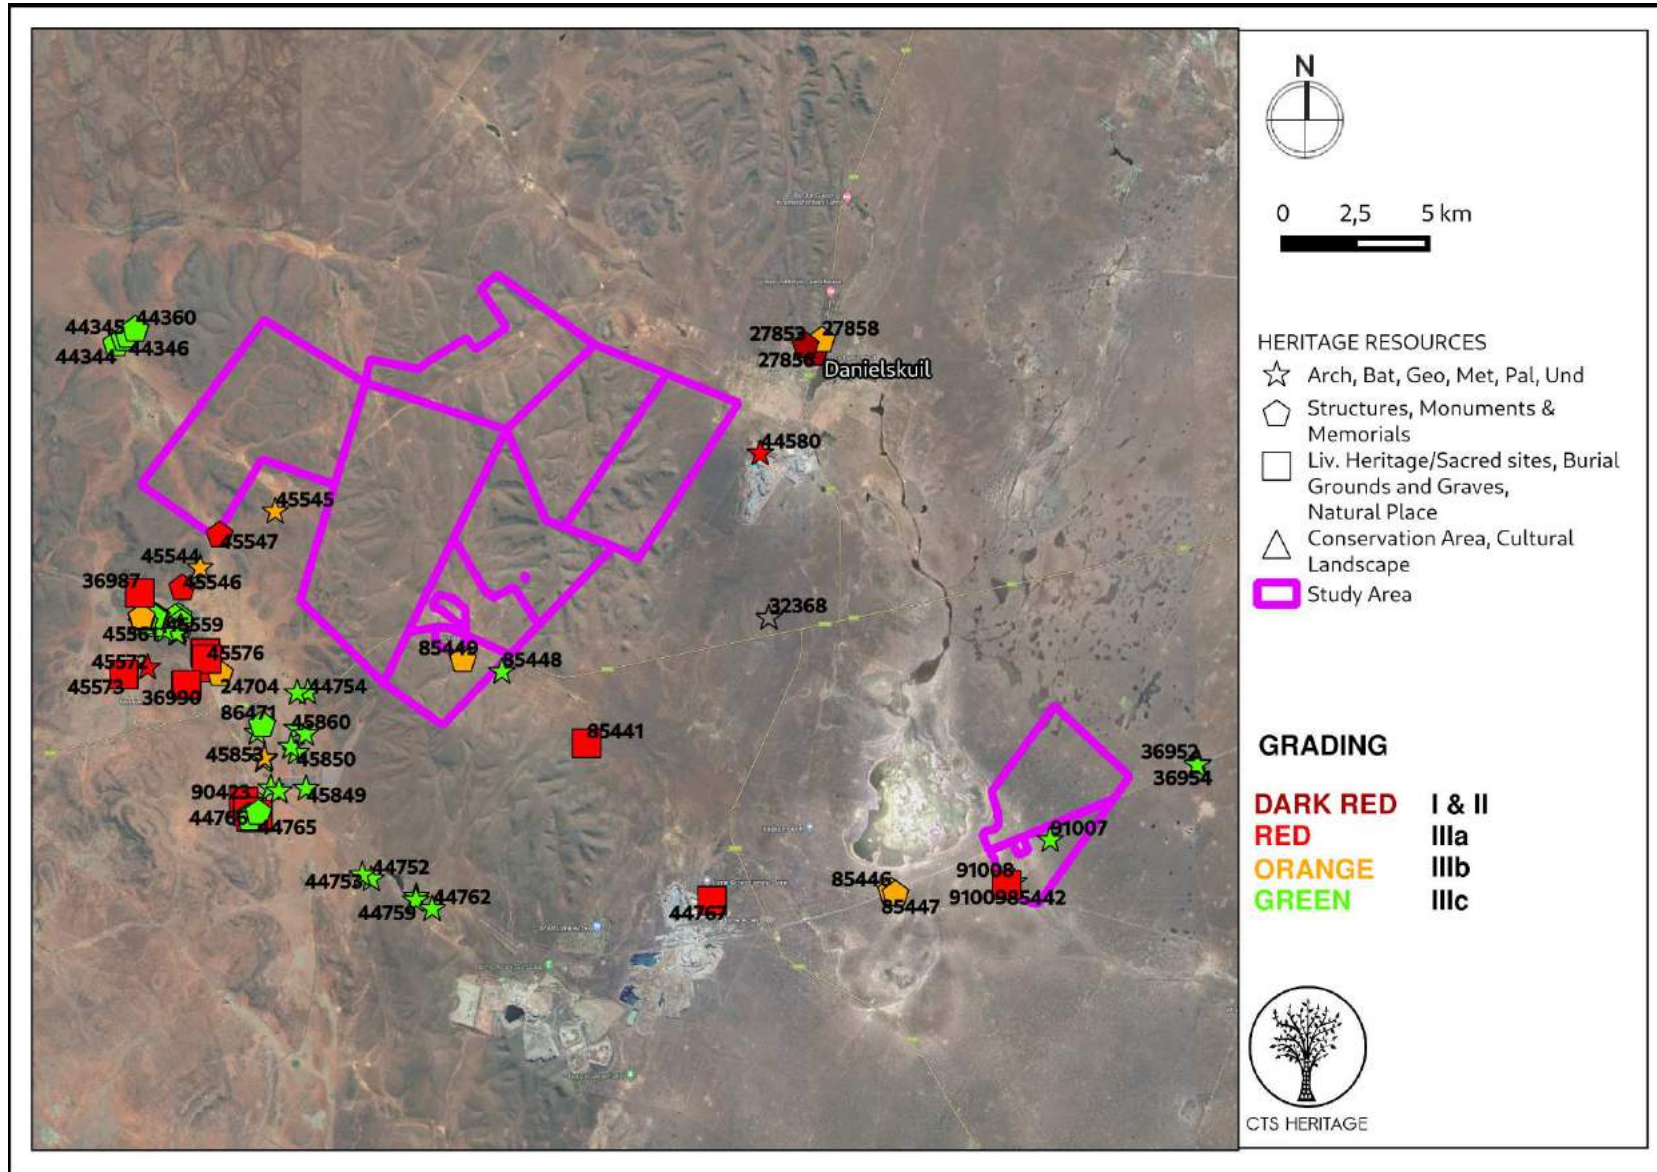 44345
44360
44344
44346
27853
27858
27856
Danielskuil
44580
45545
45547
45544
36987
45546
45559
45561
32368
45572
45576
45573
36990
24704
44754
85449
85448
86471
45860
85441
45853
45850
90423
45849
44766
44765
36952
36954
91007
44753
44752
44759
44762
44767
85446
85447
91008
91009
85442
N
0 2,5 5 km
HERITAGE RESOURCES
Arch, Bat, Geo, Met, Pal, Und
Structures, Monuments &
Memorials
Liv. Heritage/Sacred sites, Burial
Grounds and Graves,
Natural Place
Conservation Area, Cultural
Landscape
Study Area
GRADING
DARK RED I & II
RED IIIa
ORANGE IIIb
GREEN IIIc
CTS HERITAGE